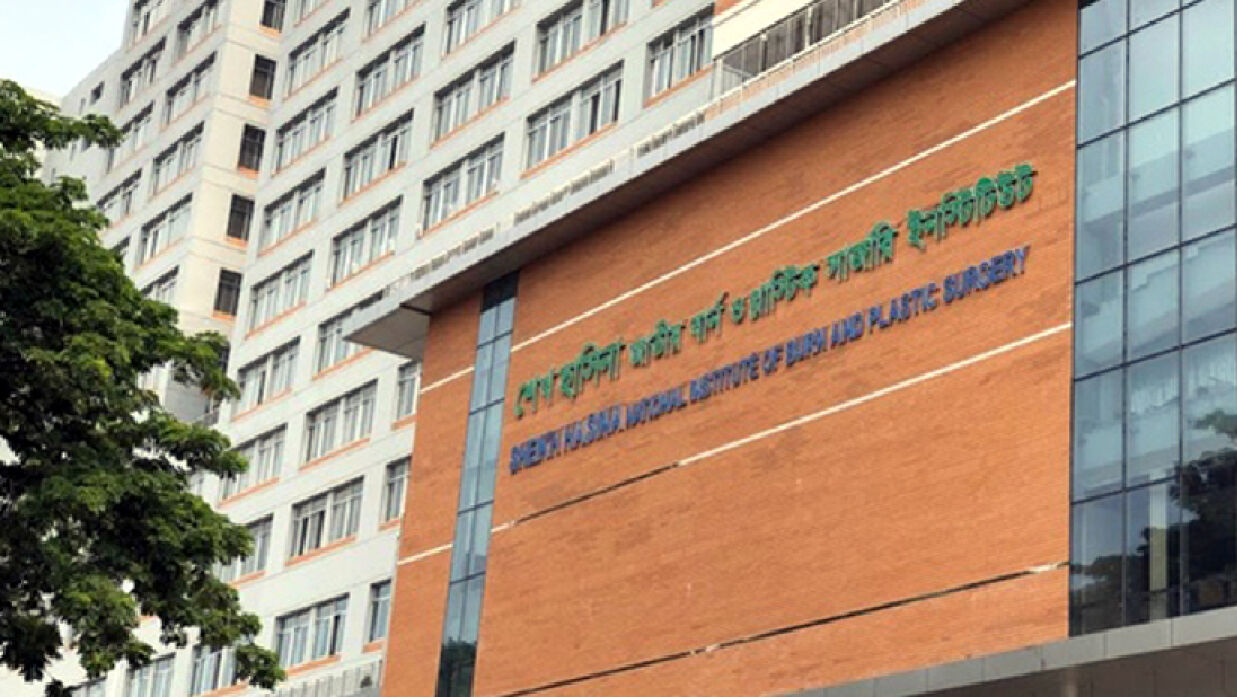 শেখ হাসিনা জাতীয় বার্ন ও প্লাস্টিক সার্জারি ইনস্টিটিউট
SHEIKH HASINA NATIONAL INSTITUTE OF BURN AND PLASTIC SURGERY